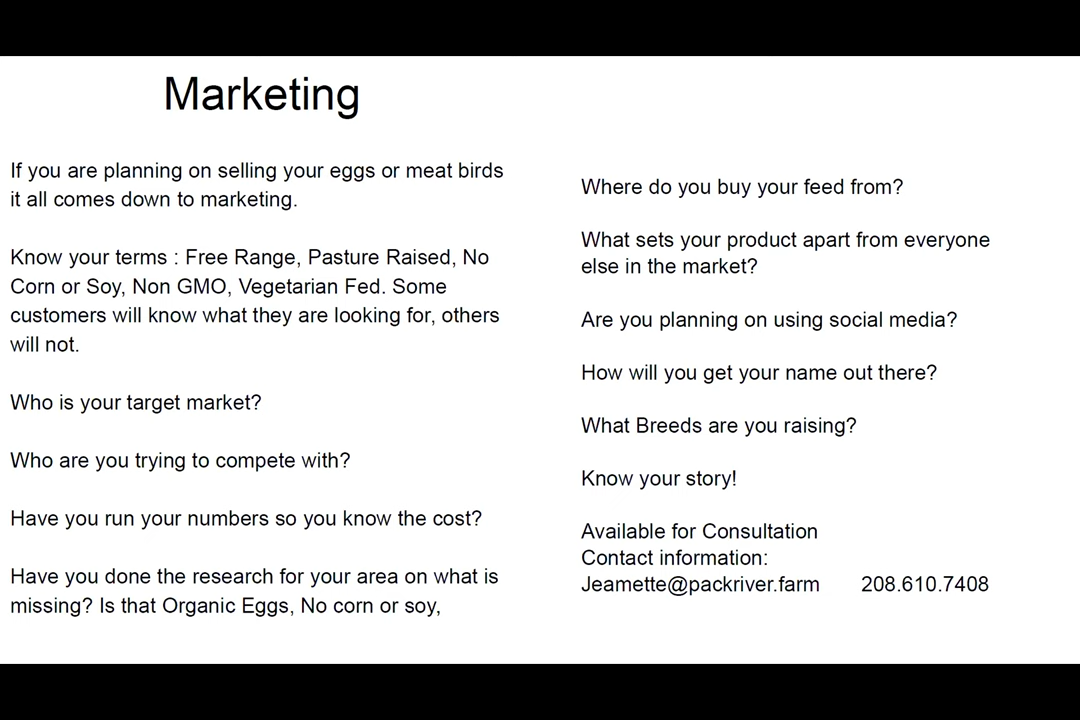 Marketing
If you are planning on selling your eggs or meat birds
it all comes down to marketing.
Know your terms : Free Range, Pasture Raised, No
Corn or Soy, Non GMO, Vegetarian Fed. Some
customers will know what they are looking for, others
will not.
Who is your target market?
Who are you trying to compete with?
Have you run your numbers so you know the cost?
Have you done the research for your area on what is
missing? Is that Organic Eggs, No corn or soy,
Where do you buy your feed from?
What sets your product apart from everyone
else in the market?
Are you planning on using social media?
How will you get your name out there?
What Breeds are you raising?
Know your story!
Available for Consultation
Contact information:
Jeamette@packriver.farm 208.610.7408